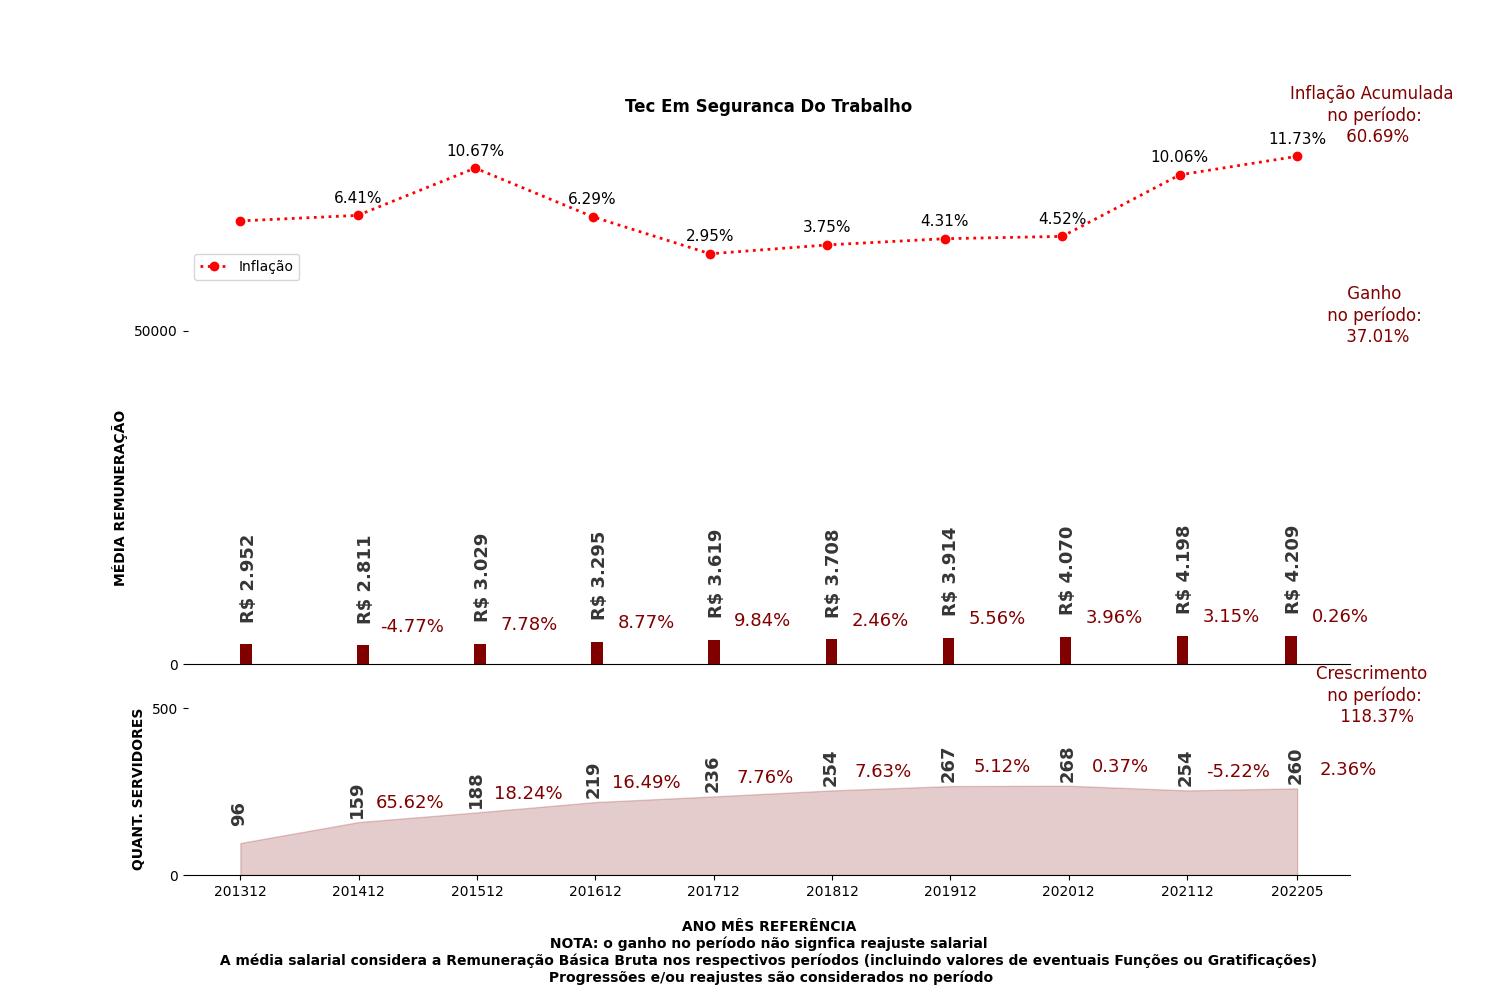 Tec Em Seguranca Do Trabalho
Inflação Acumulada
no período:
60.69%
6.41%
10.67%
6.29%
2.95%
3.75%
4.31%
4.52%
10.06%
11.73%
Inflação
Ganho
no período:
37.01%
50000
0
MÉDIA REMUNERAÇÃO
R$ 2.952
R$ 2.811
R$ 3.029
R$ 3.295
R$ 3.619
R$ 3.708
R$ 3.914
R$ 4.070
R$ 4.198
R$ 4.209
-4.77%
7.78%
8.77%
9.84%
2.46%
5.56%
3.96%
3.15%
0.26%
Crescrimento
no período:
118.37%
500
0
QUANT. SERVIDORES
96
159
188
219
236
254
267
268
254
260
65.62%
18.24%
16.49%
7.76%
7.63%
5.12%
0.37%
-5.22%
2.36%
201312
201412
201512
201612
201712
201812
201912
202012
202112
202205
ANO MÊS REFERÊNCIA
NOTA: o ganho no período não signfica reajuste salarial
A média salarial considera a Remuneração Básica Bruta nos respectivos períodos (incluindo valores de eventuais Funções ou Gratificações)
Progressões e/ou reajustes são considerados no período